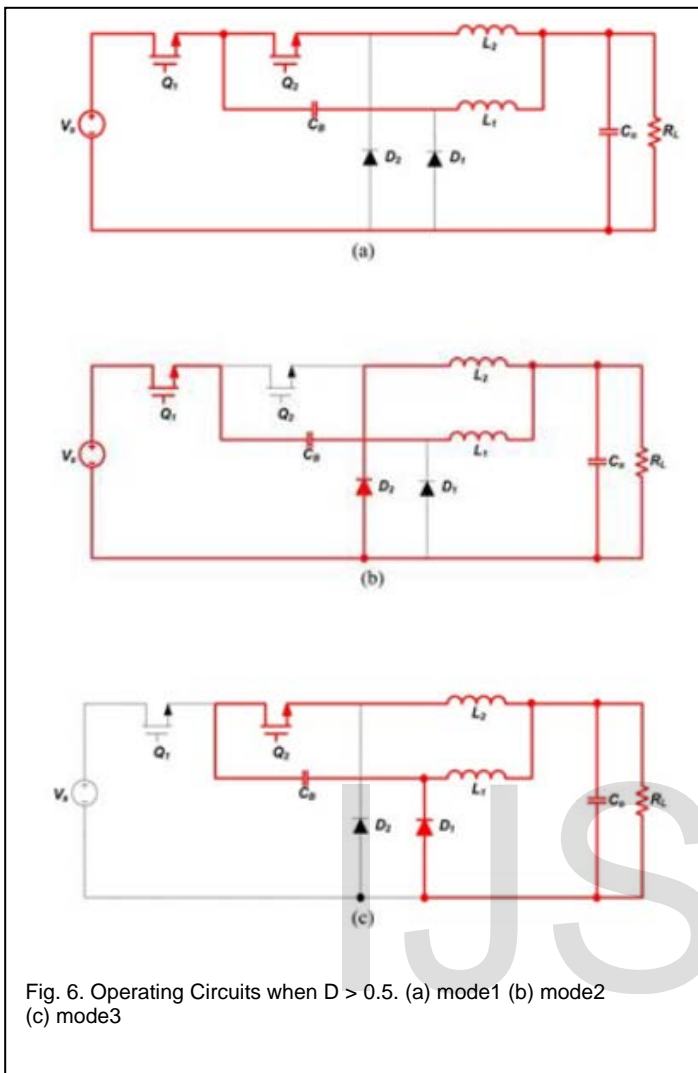 L₂
Q₁
Q₂
Vₛ
C_B
L₁
Cₒ
R_L
D₂
D₁
(a)
L₂
Q₁
Q₂
Vₛ
C_B
L₁
Cₒ
R_L
D₂
D₁
(b)
L₂
Q₁
Q₂
Vₛ
C_B
L₁
Cₒ
R_L
D₂
D₁
(c)
IJS
Fig. 6. Operating Circuits when D > 0.5. (a) mode1 (b) mode2
(c) mode3